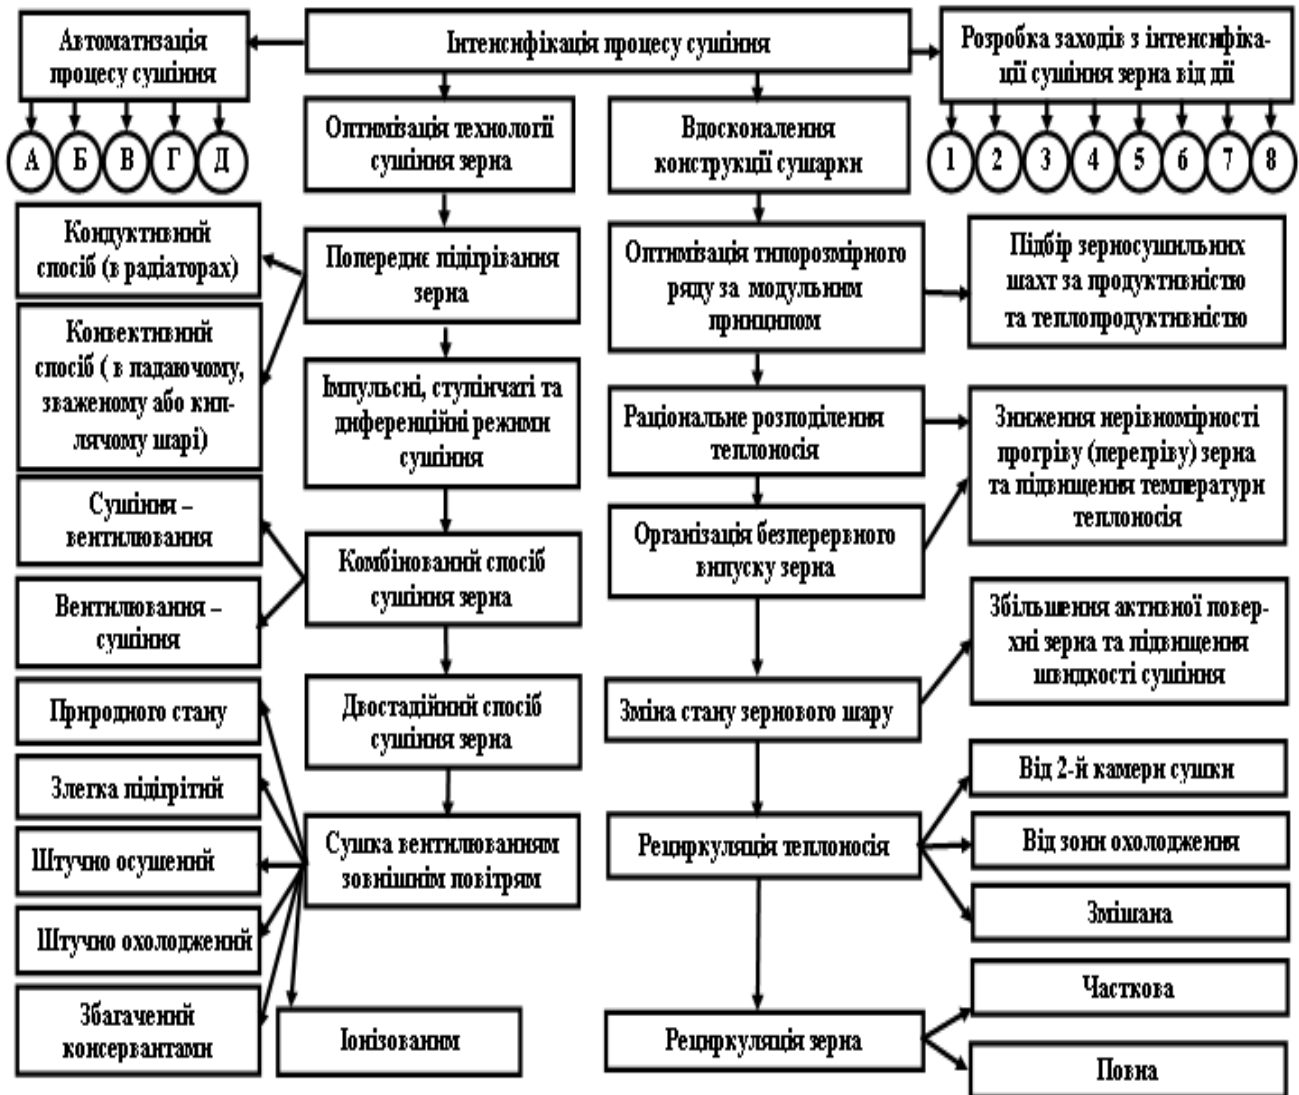 Автоматизація
процесу сушіння
Інтенсифікація процесу сушіння
Розробка заходів з інтенсифіка-
ції сушіння зерна від дії
А Б В Г Д
Оптимізація технології
сушіння зерна
Вдосконалення
конструкції сушарки
1 2 3 4 5 6 7 8
Кондуктивний
спосіб (в радіаторах)
Попереднє підігрівання
зерна
Оптимізація типорозмірного
ряду за модульним
принципом
Підбір зерносушильних
шахт за продуктивністю
та теплопродуктивністю
Конвективний
спосіб ( в падаючому,
зваженому або кип-
лячому шарі)
Імпульсні, ступінчаті та
диференційні режими
сушіння
Раціональне розподілення
теплоносія
Зниження нерівномірності
прогріву (перегріву) зерна
та підвищення температури
теплоносія
Сушіння –
вентилювання
Комбінований спосіб
сушіння зерна
Організація безперервного
випуску зерна
Вентилювання –
сушіння
Збільшення активної повер-
хні зерна та підвищення
швидкості сушіння
Природного стану
Двостадійний спосіб
сушіння зерна
Зміна стану зернового шару
Від 2-й камери сушки
Злегка підігрітий
Штучно осушений
Сушка вентилюванням
зовнішнім повітрям
Рециркуляція теплоносія
Від зони охолодження
Змішана
Штучно охолоджений
Збагачений
консервантами
Іонізованим
Рециркуляція зерна
Часткова
Повна